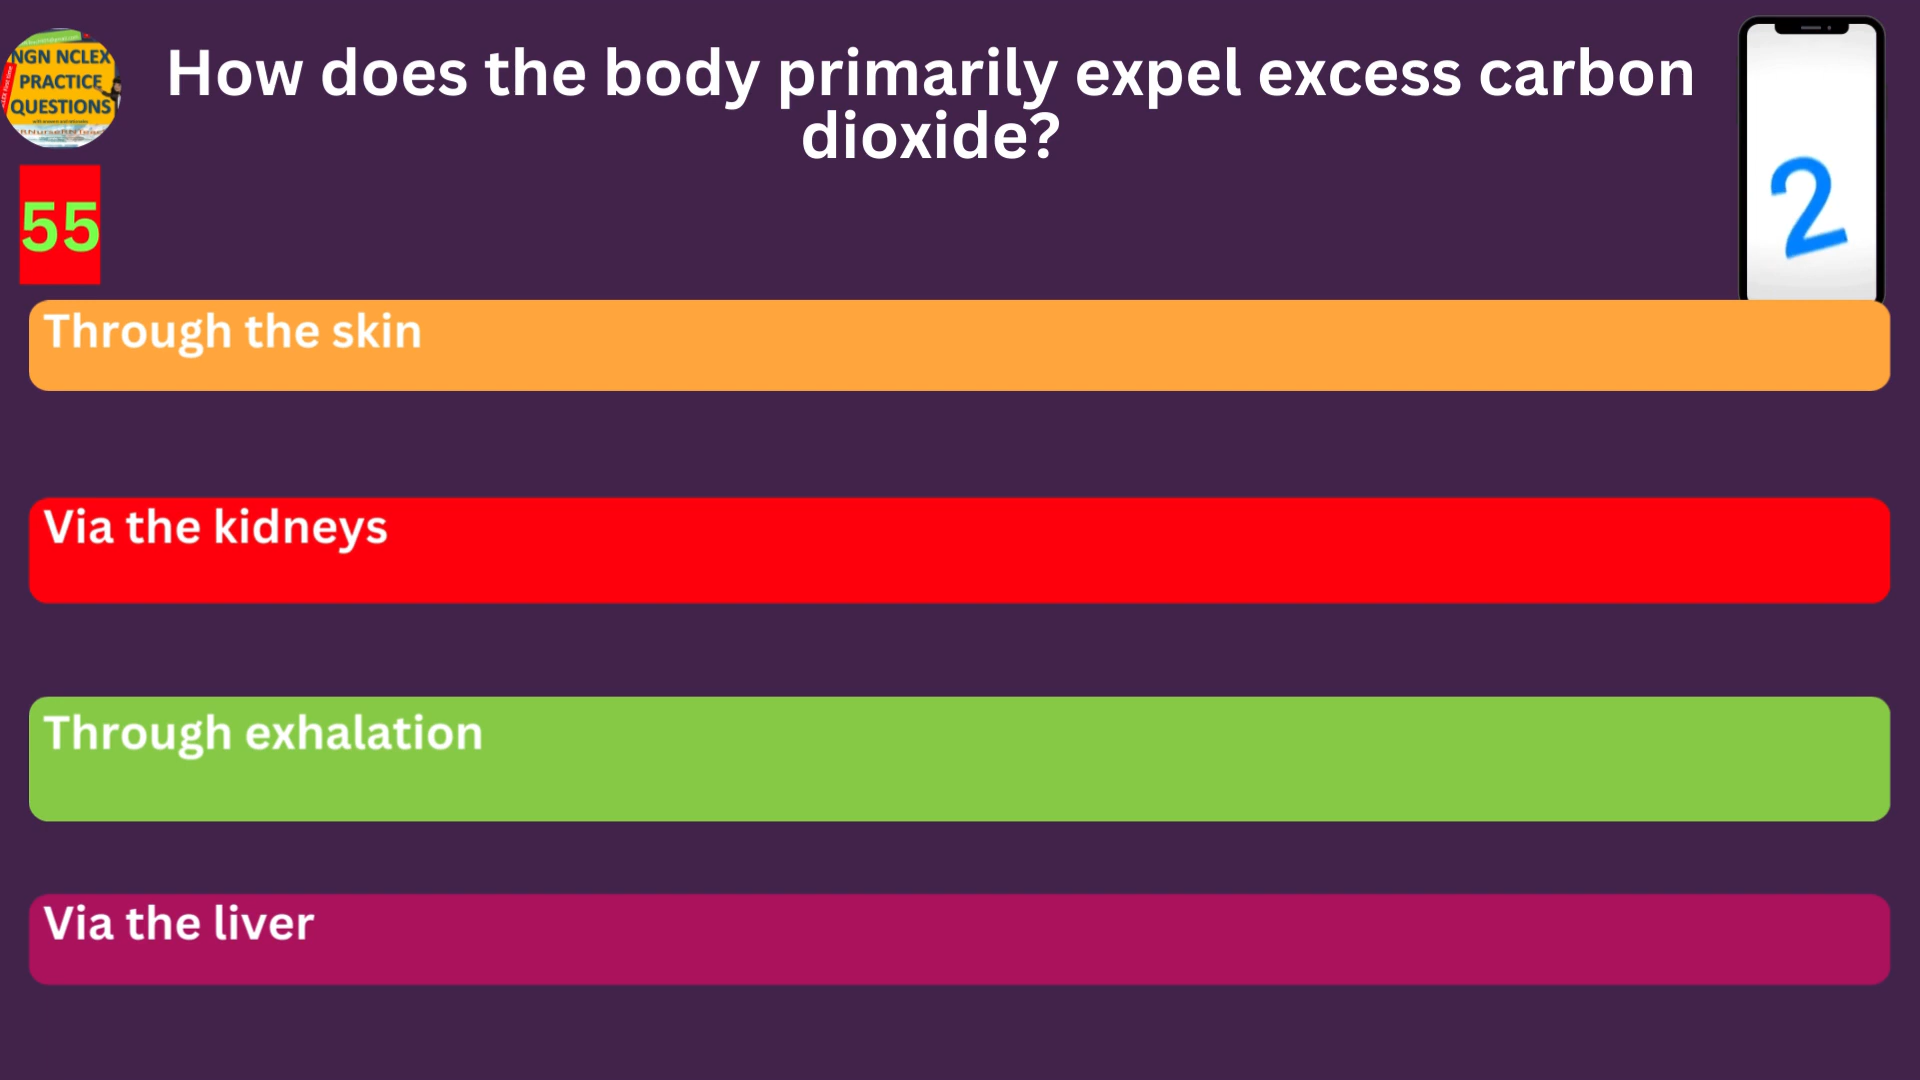 NGN NCLEX
PRACTICE
QUESTIONS
How does the body primarily expel excess carbon
dioxide?
55
2
Through the skin
Via the kidneys
Through exhalation
Via the liver